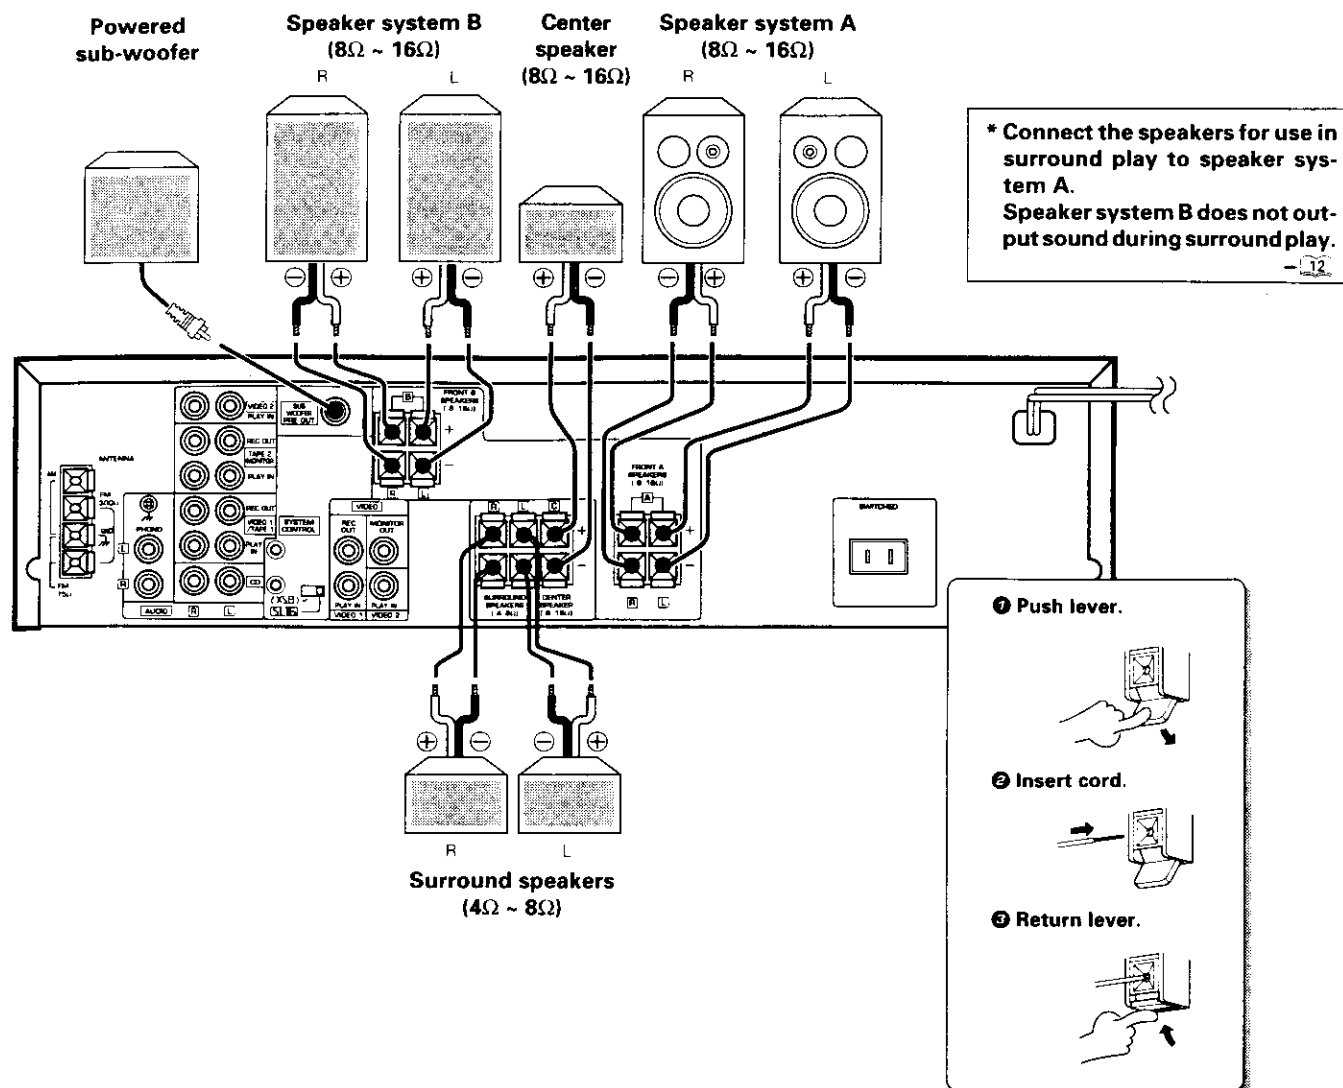 Powered
sub-woofer
Speaker system B
(8Ω ~ 16Ω)
R
L
Center
speaker
(8Ω ~ 16Ω)
Speaker system A
(8Ω ~ 16Ω)
R
L
* Connect the speakers for use in
surround play to speaker sys-
tem A.
Speaker system B does not out-
put sound during surround play.
– 12
⊖ ⊕
⊕ ⊖
⊕ ⊖
⊖ ⊕
⊕ ⊖
ANTENNA
AM
FM
GND
FM
75Ω
PHONO
L
R
AUDIO
R
L
VIDEO 2
PLAY IN
REC OUT
TAPE 2
MONITOR
PLAY IN
REC OUT
VIDEO 1
/TAPE 1
PLAY
IN
CD
SUB
WOOFER
PRE OUT
SYSTEM
CONTROL
(XS8)
SL16
B
FRONT B
SPEAKERS
+
–
R
L
VIDEO
REC
OUT
MONITOR
OUT
PLAY IN
PLAY IN
VIDEO 1
VIDEO 2
R
L
C
+
–
SURROUND
SPEAKERS
CENTER
SPEAKER
FRONT A
SPEAKERS
A
+
–
R
L
SWITCHED
⊕ ⊖
⊖ ⊕
R
L
Surround speakers
(4Ω ~ 8Ω)
❶ Push lever.
❷ Insert cord.
❸ Return lever.